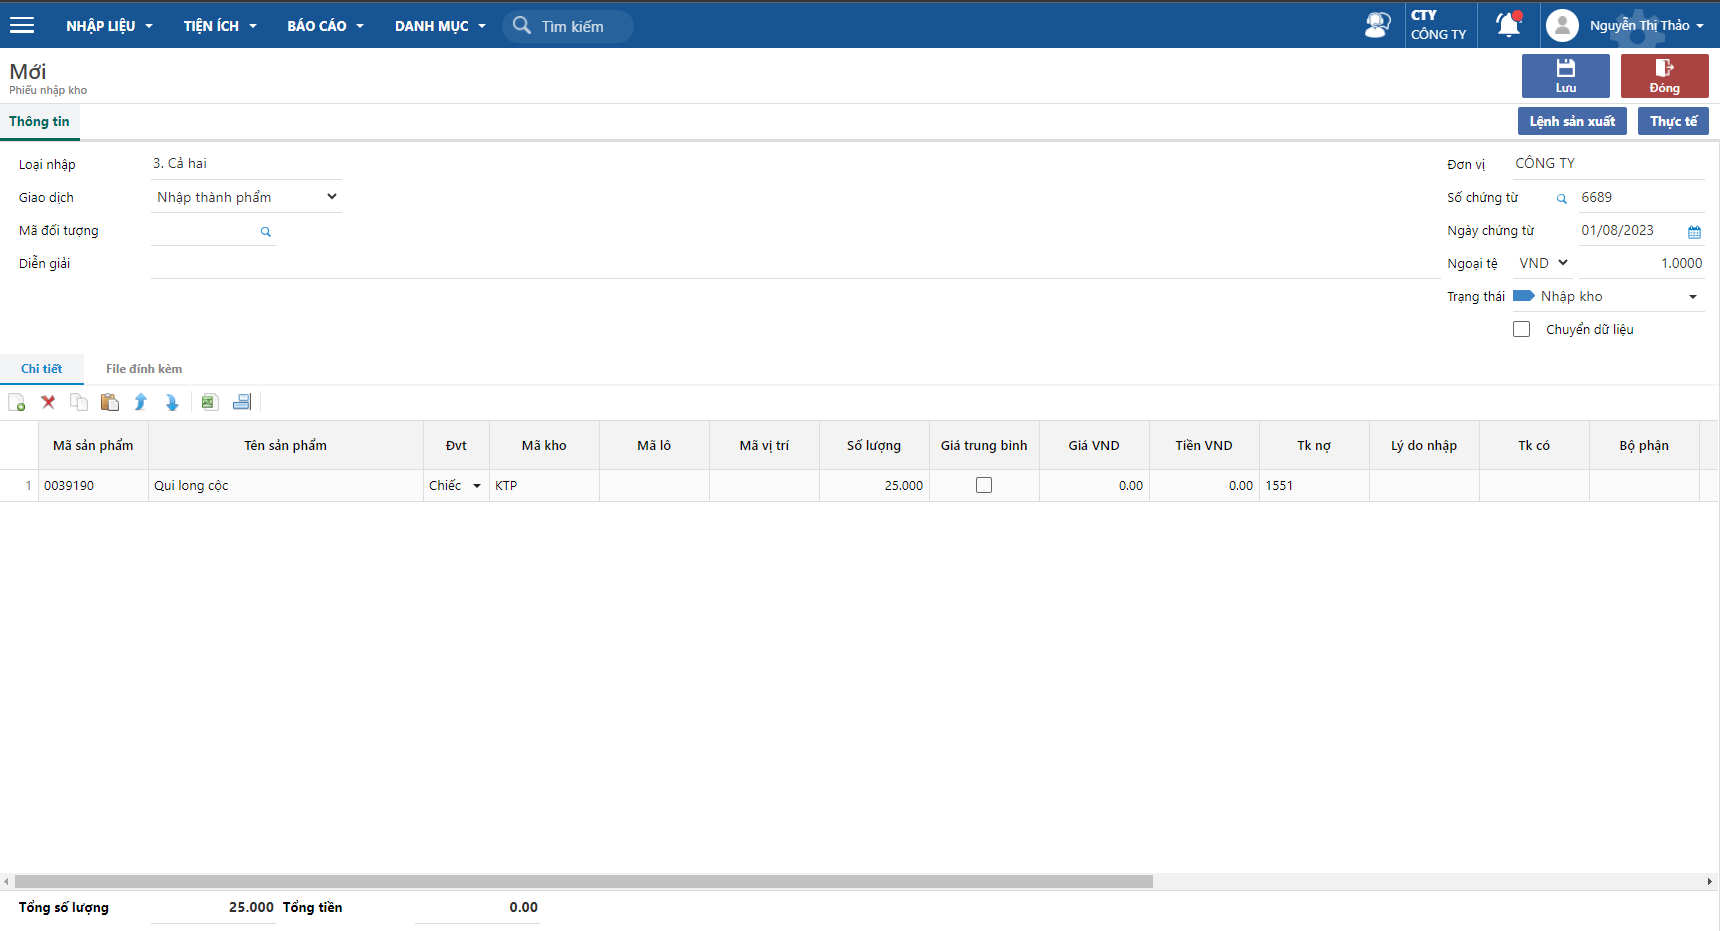 NHẬP LIỆU TIỆN ÍCH BÁO CÁO DANH MỤC Tìm kiếm CTY
CÔNG TY Nguyễn Thị Thảo
Mới
Phiếu nhập kho
Lưu Đóng
Thông tin Lệnh sản xuất Thực tế
Loại nhập 3. Cả hai Đơn vị CÔNG TY
Giao dịch Nhập thành phẩm Số chứng từ 6689
Mã đối tượng Ngày chứng từ 01/08/2023
Diễn giải Ngoại tệ VND 1.0000
Trạng thái Nhập kho
Chuyển dữ liệu
Chi tiết File đính kèm
Mã sản phẩm Tên sản phẩm Đvt Mã kho Mã lô Mã vị trí Số lượng Giá trung bình Giá VND Tiền VND Tk nợ Lý do nhập Tk có Bộ phận
1 0039190 Qui long cộc Chiếc KTP 25.000 0.00 0.00 1551
Tổng số lượng 25.000 Tổng tiền 0.00